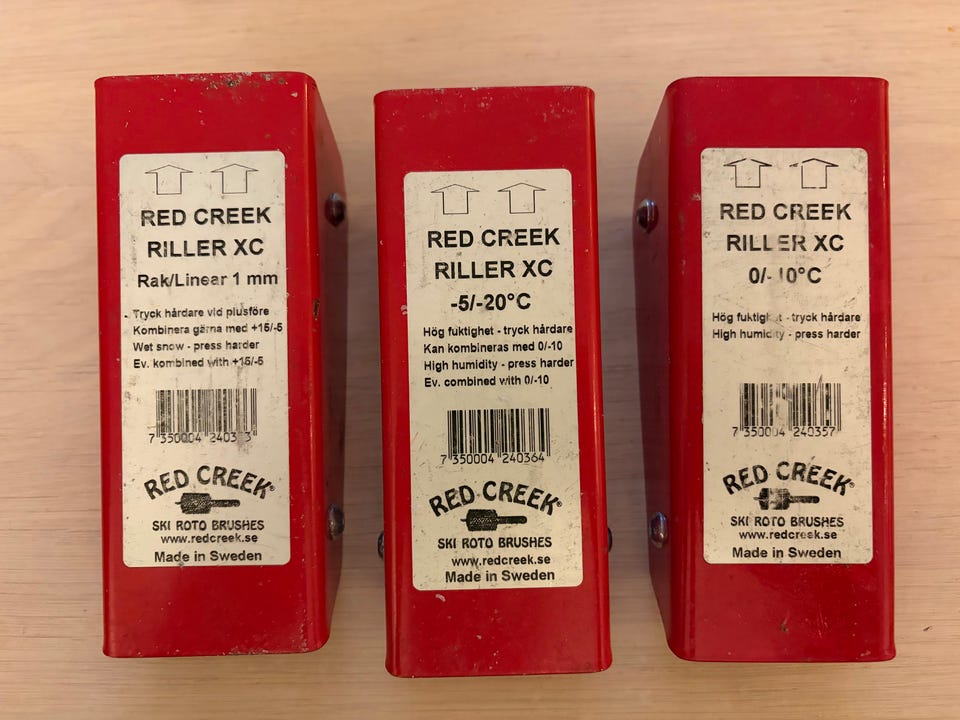 RED CREEK
RILLER XC
Rak/Linear 1 mm
Tryck hårdare vid plusföre
Kombinera gärna med +15/-5
Wet snow - press harder
Ev. kombined with +15/-5
7 350004
RED CREEK®
SKI ROTO BRUSHES
www.redcreek.se
Made in Sweden
RED CREEK
RILLER XC
-5/-20°C
Hög fuktighet - tryck hårdare
Kan kombineras med 0/-10
High humidity - press harder
Ev. combined with 0/-10
7 350004 240364
RED CREEK®
SKI ROTO BRUSHES
www.redcreek.se
Made in Sweden
RED CREEK
RILLER XC
0/-10°C
Hög fuktighet - tryck hårdare
High humidity - press harder
7 350004 240357
RED CREEK®
SKI ROTO BRUSHES
www.redcreek.se
Made in Sweden